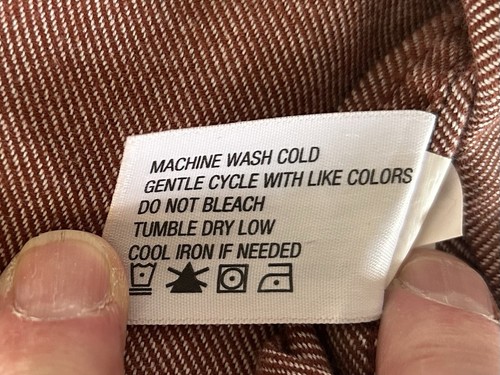 MACHINE WASH COLD
GENTLE CYCLE WITH LIKE COLORS
DO NOT BLEACH
TUMBLE DRY LOW
COOL IRON IF NEEDED